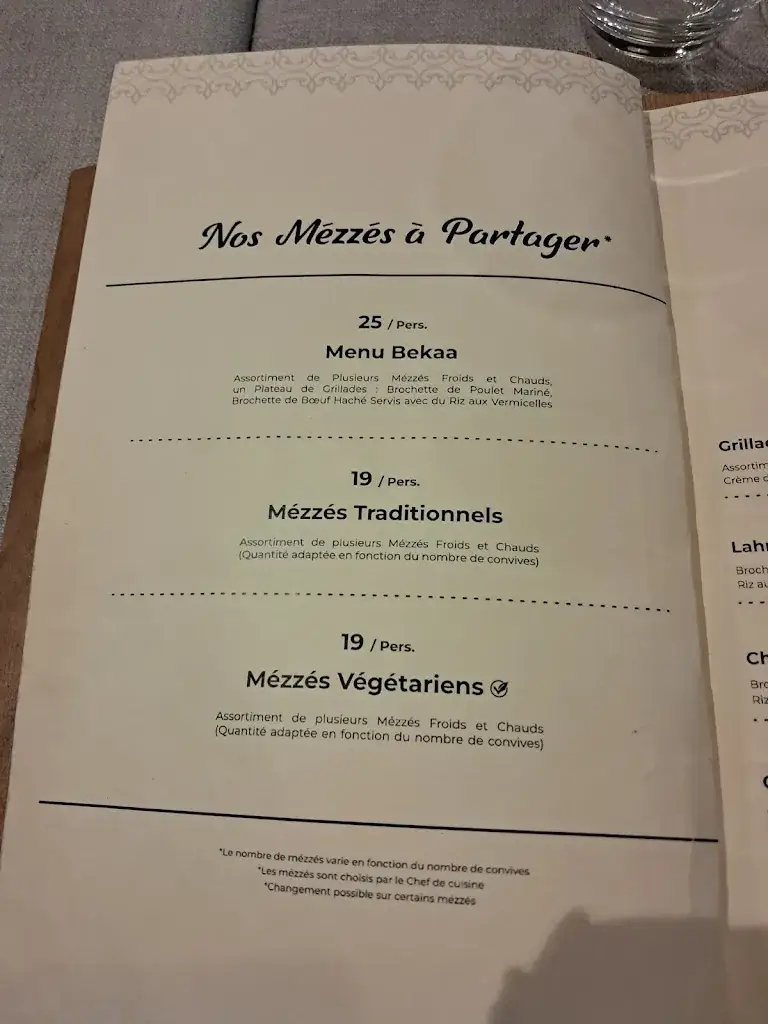 Nos Mézzés à Partager*
25 / Pers.
Menu Bekaa
Assortiment de Plusieurs Mézzés Froids et Chauds,
un Plateau de Grillades : Brochette de Poulet Mariné,
Brochette de Bœuf Haché Servis avec du Riz aux Vermicelles
19 / Pers.
Mézzés Traditionnels
Assortiment de plusieurs Mézzés Froids et Chauds
(Quantité adaptée en fonction du nombre de convives)
19 / Pers.
Mézzés Végétariens
Assortiment de plusieurs Mézzés Froids et Chauds
(Quantité adaptée en fonction du nombre de convives)
*Le nombre de mézzés varie en fonction du nombre de convives
*Les mézzés sont choisis par le Chef de cuisine
*Changement possible sur certains mézzés